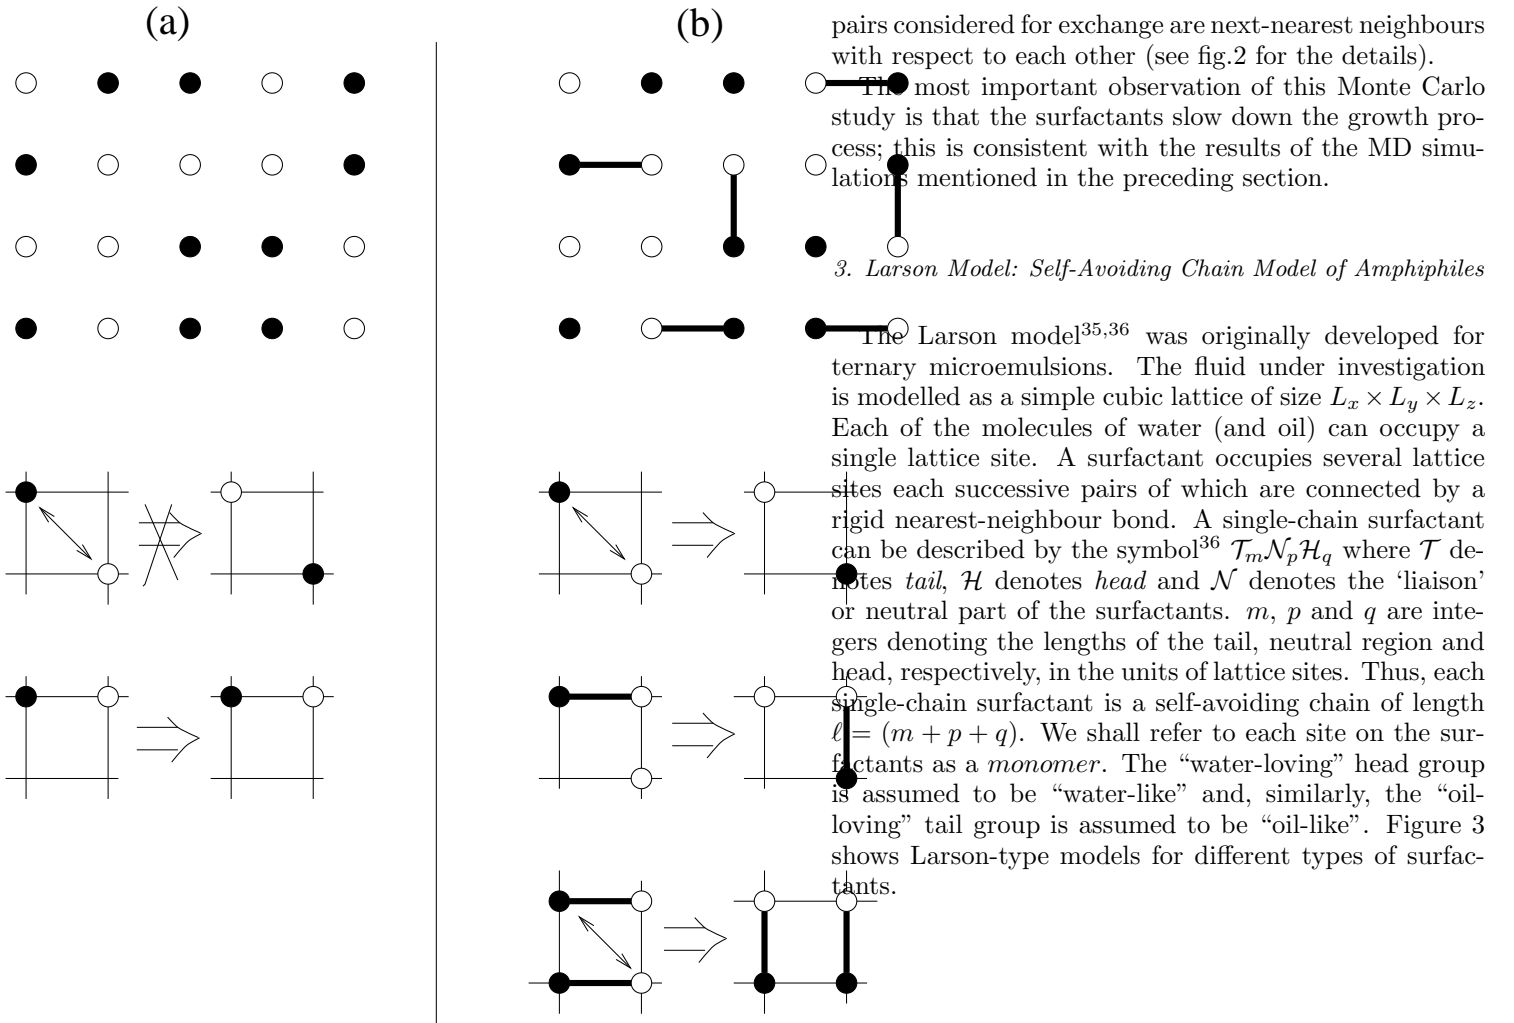 (a)
(b)
pairs considered for exchange are next-nearest neighbours
with respect to each other (see fig.2 for the details).
The most important observation of this Monte Carlo
study is that the surfactants slow down the growth pro-
cess; this is consistent with the results of the MD simu-
lations mentioned in the preceding section.
3. Larson Model: Self-Avoiding Chain Model of Amphiphiles
The Larson model³⁵,³⁶ was originally developed for
ternary microemulsions. The fluid under investigation
is modelled as a simple cubic lattice of size Lₓ × L_y × L_z.
Each of the molecules of water (and oil) can occupy a
single lattice site. A surfactant occupies several lattice
sites each successive pairs of which are connected by a
rigid nearest-neighbour bond. A single-chain surfactant
can be described by the symbol³⁶ 𝒯ₘ𝒩ₚℋ_q where 𝒯 de-
notes tail, ℋ denotes head and 𝒩 denotes the ‘liaison’
or neutral part of the surfactants. m, p and q are inte-
gers denoting the lengths of the tail, neutral region and
head, respectively, in the units of lattice sites. Thus, each
single-chain surfactant is a self-avoiding chain of length
ℓ = (m + p + q). We shall refer to each site on the sur-
factants as a monomer. The “water-loving” head group
is assumed to be “water-like” and, similarly, the “oil-
loving” tail group is assumed to be “oil-like”. Figure 3
shows Larson-type models for different types of surfac-
tants.